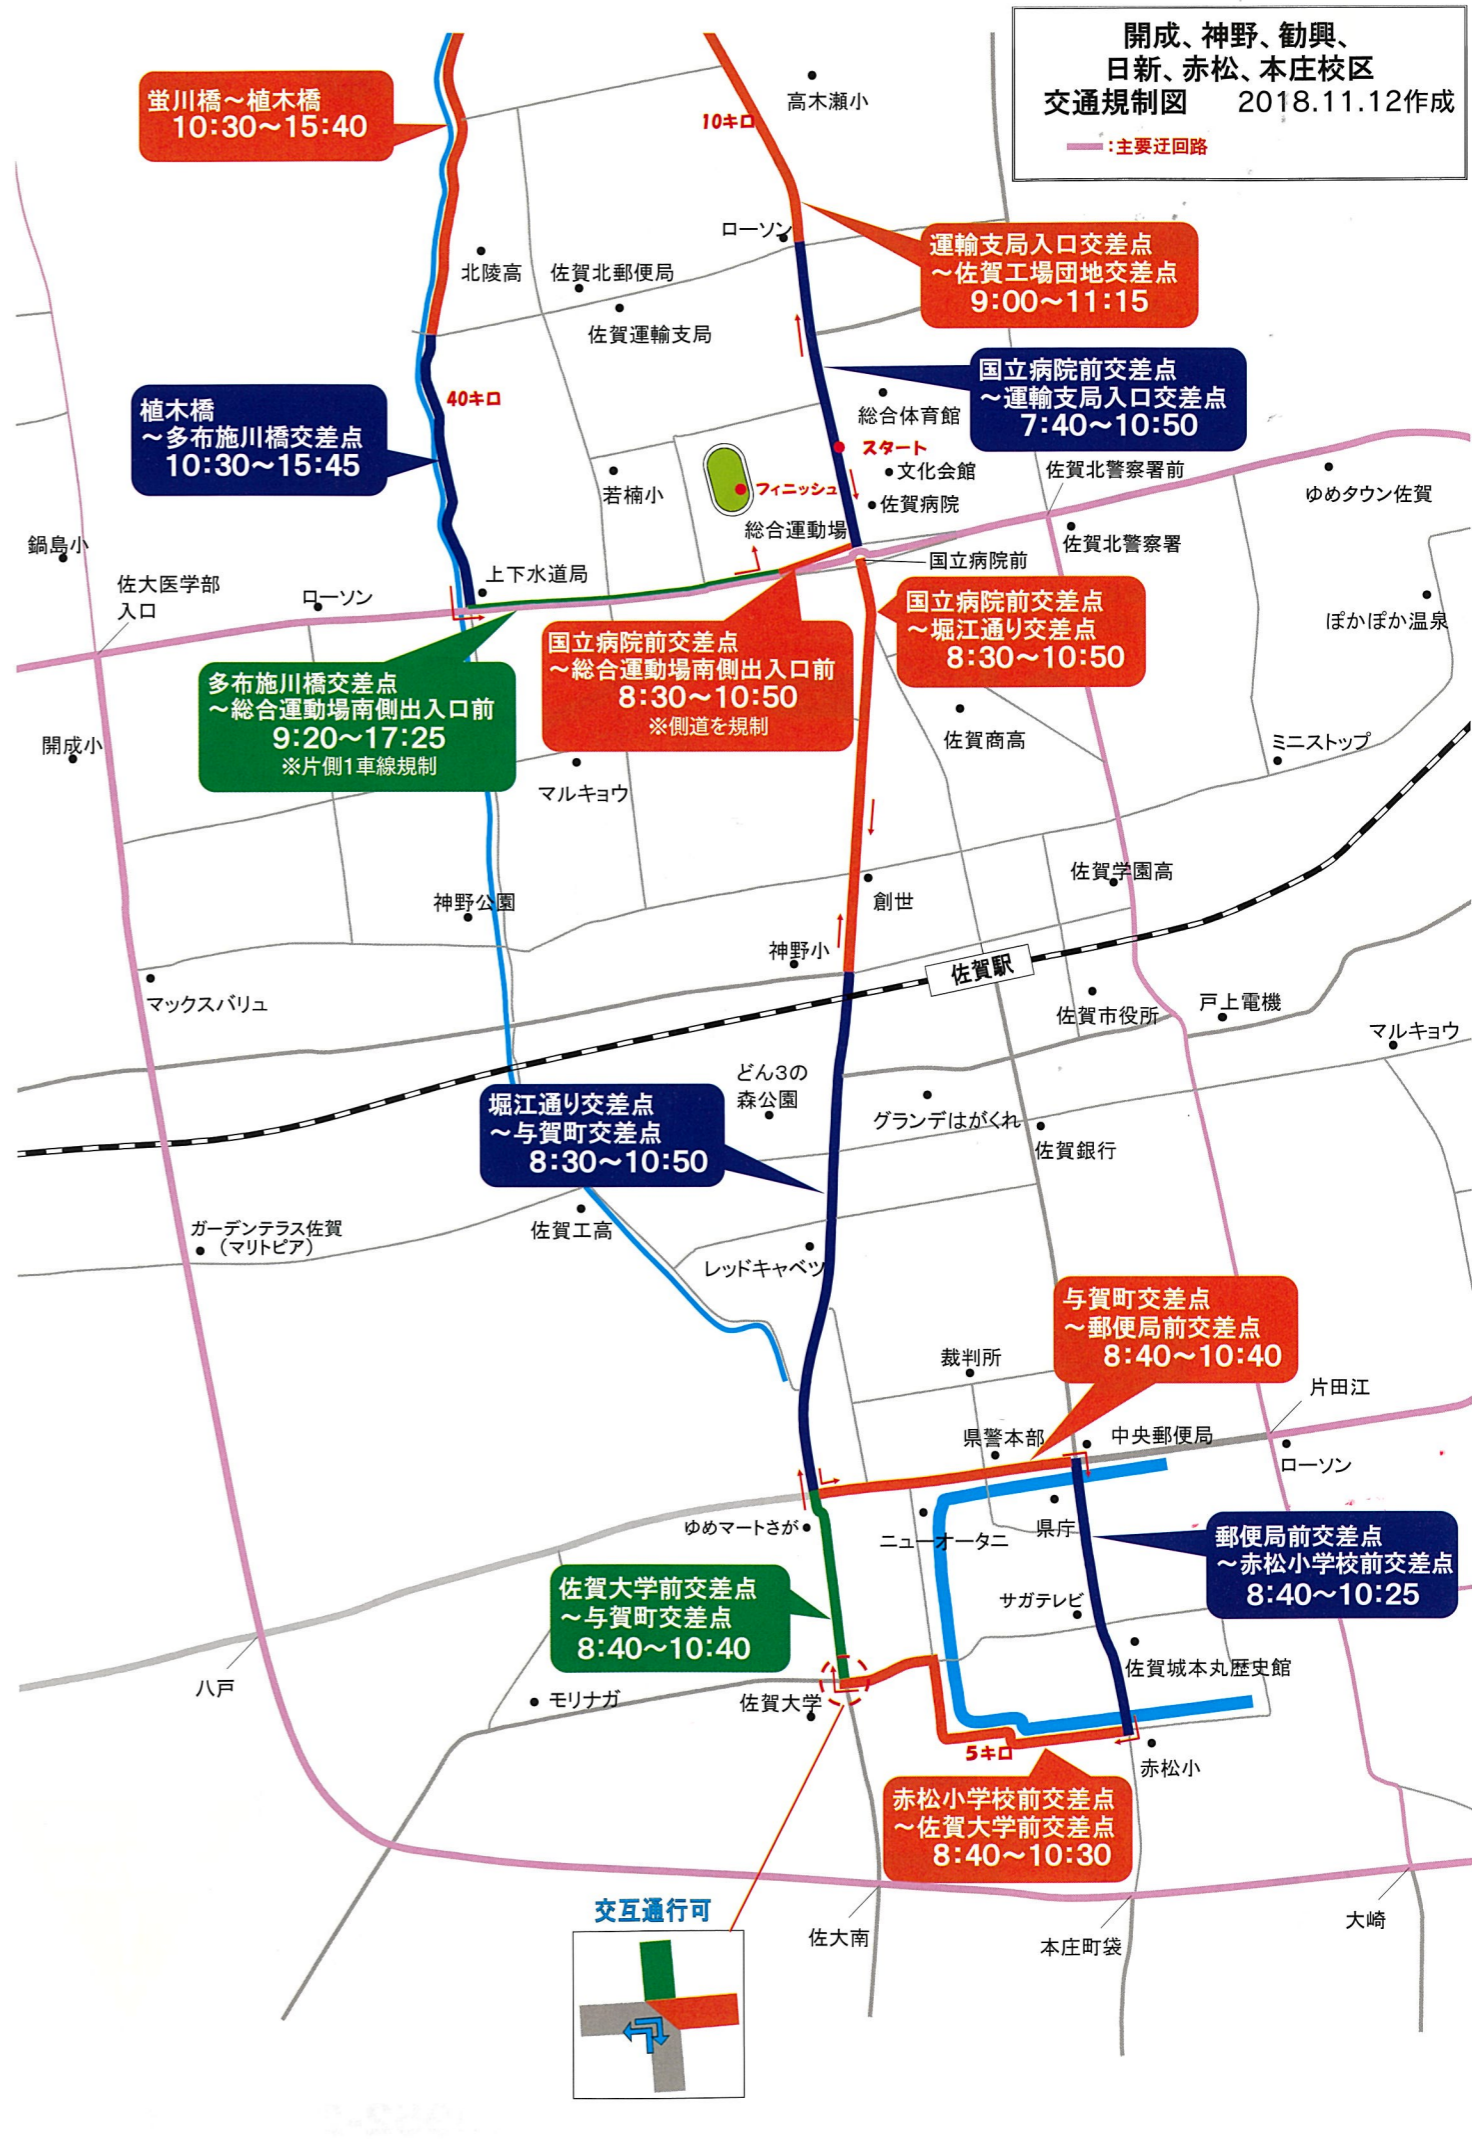 開成、神野、勧興、
日新、赤松、本庄校区
交通規制図　2018.11.12作成
：主要迂回路
蛍川橋～植木橋
10:30～15:40
10キロ
高木瀬小
ローソン
運輸支局入口交差点
～佐賀工場団地交差点
9:00～11:15
北陵高
佐賀北郵便局
佐賀運輸支局
国立病院前交差点
～運輸支局入口交差点
7:40～10:50
植木橋
～多布施川橋交差点
10:30～15:45
40キロ
総合体育館
スタート
文化会館
佐賀病院
佐賀北警察署前
ゆめタウン佐賀
若楠小
フィニッシュ
総合運動場
佐賀北警察署
国立病院前
鍋島小
佐大医学部
入口
ローソン
上下水道局
国立病院前交差点
～堀江通り交差点
8:30～10:50
ぽかぽか温泉
国立病院前交差点
～総合運動場南側出入口前
8:30～10:50
※側道を規制
多布施川橋交差点
～総合運動場南側出入口前
9:20～17:25
※片側1車線規制
開成小
佐賀商高
ミニストップ
マルキョウ
佐賀学園高
神野公園
創世
神野小
佐賀駅
マックスバリュ
佐賀市役所
戸上電機
マルキョウ
どん3の
森公園
グランデはがくれ
佐賀銀行
堀江通り交差点
～与賀町交差点
8:30～10:50
ガーデンテラス佐賀
（マリトピア）
佐賀工高
レッドキャベツ
与賀町交差点
～郵便局前交差点
8:40～10:40
裁判所
片田江
県警本部
中央郵便局
ローソン
ゆめマートさが
ニューオータニ
県庁
郵便局前交差点
～赤松小学校前交差点
8:40～10:25
佐賀大学前交差点
～与賀町交差点
8:40～10:40
サガテレビ
佐賀城本丸歴史館
八戸
モリナガ
佐賀大学
5キロ
赤松小
赤松小学校前交差点
～佐賀大学前交差点
8:40～10:30
交互通行可
佐大南
本庄町袋
大崎